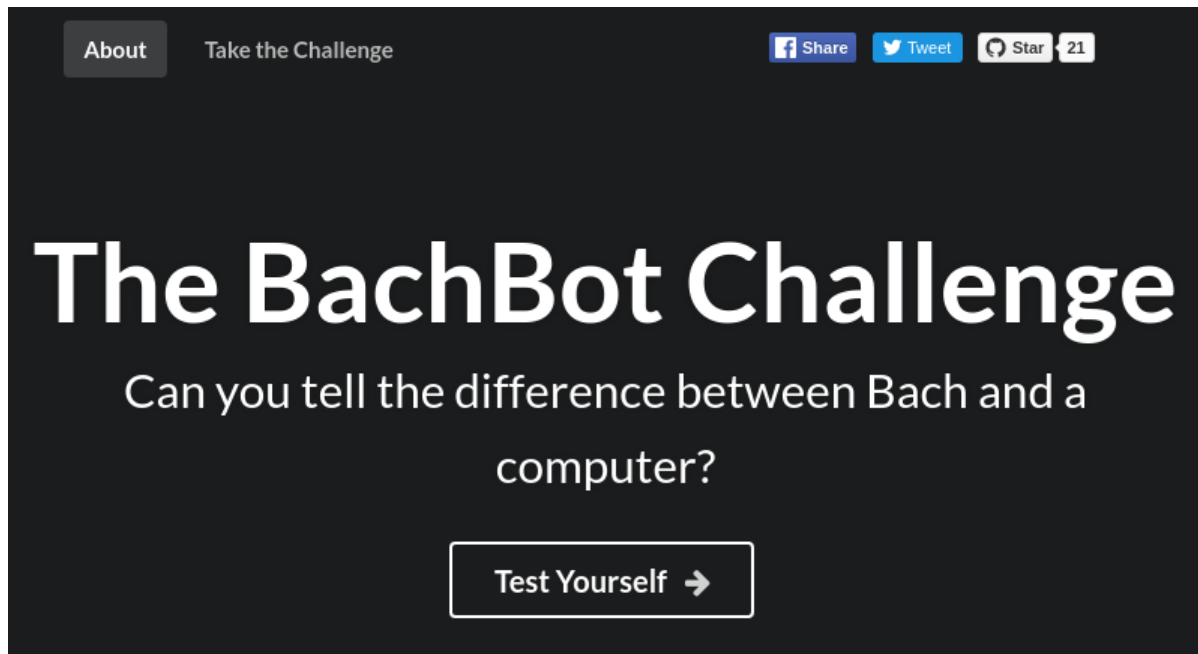 About Take the Challenge Share Tweet Star 21
The BachBot Challenge
Can you tell the difference between Bach and a
computer?
Test Yourself